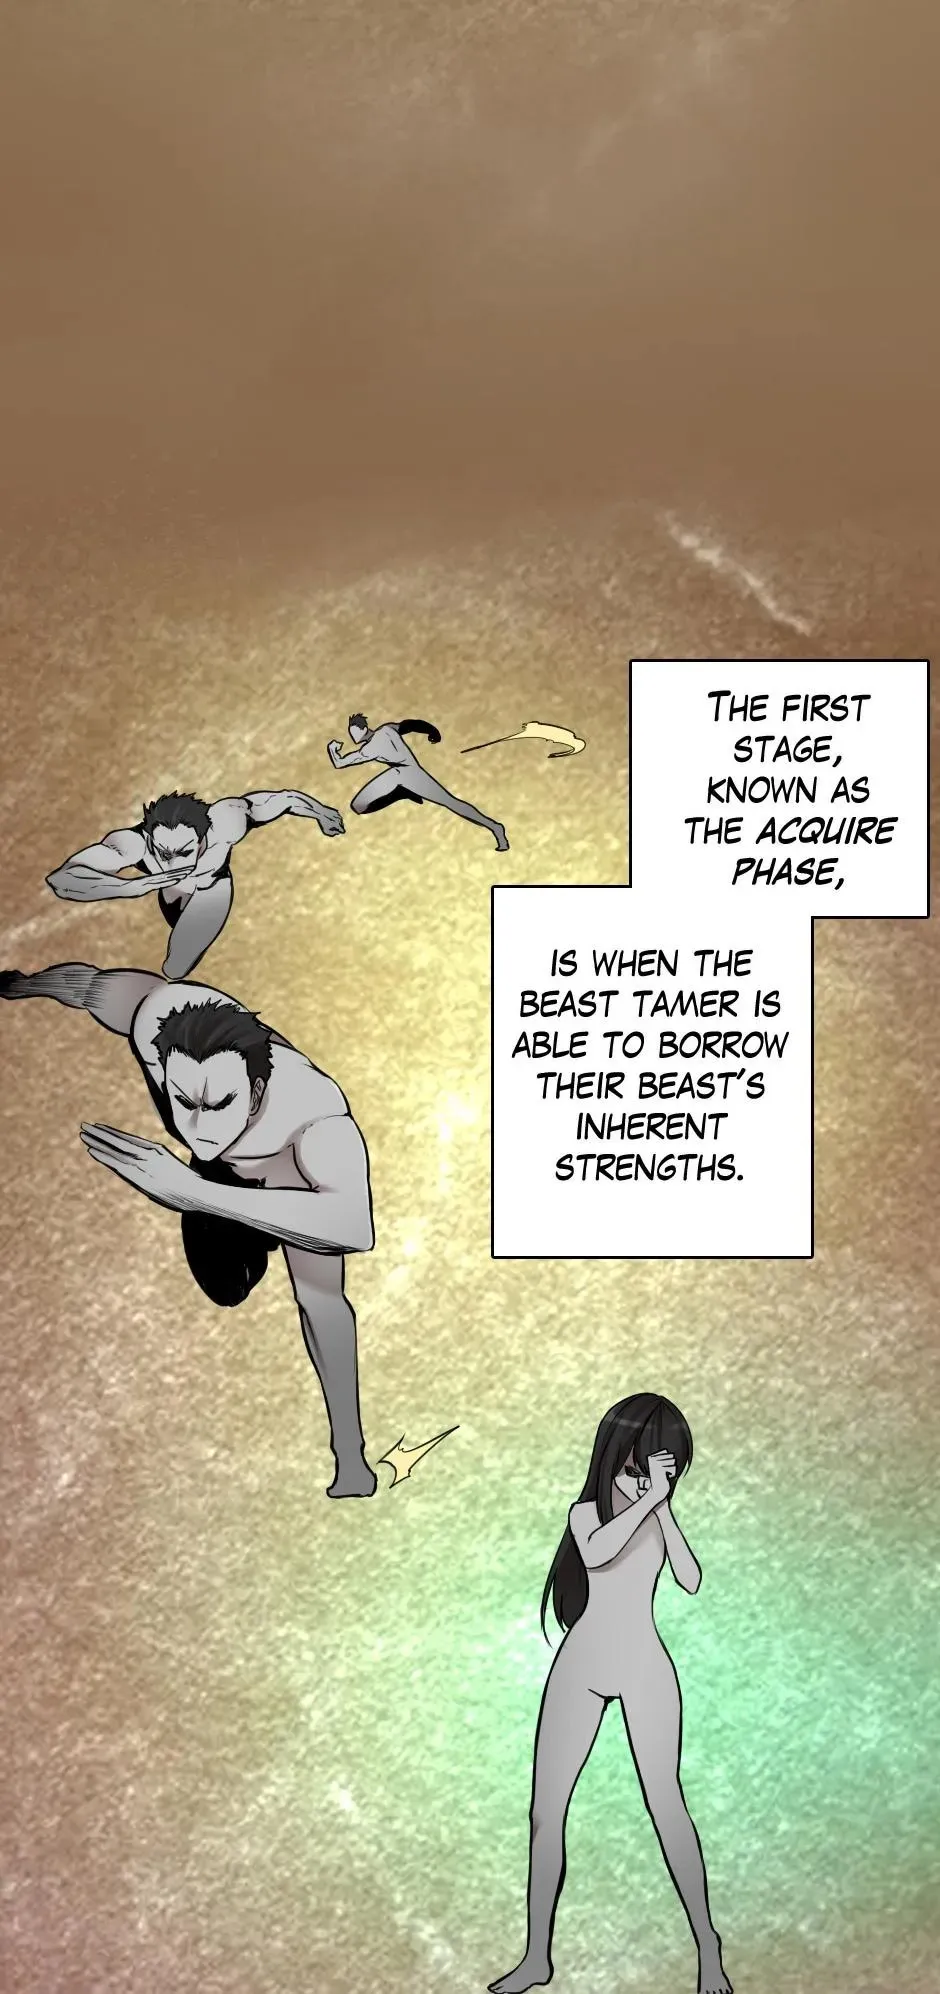 THE FIRST
STAGE,
KNOWN AS
THE ACQUIRE
PHASE,
IS WHEN THE
BEAST TAMER IS
ABLE TO BORROW
THEIR BEAST'S
INHERENT
STRENGTHS.